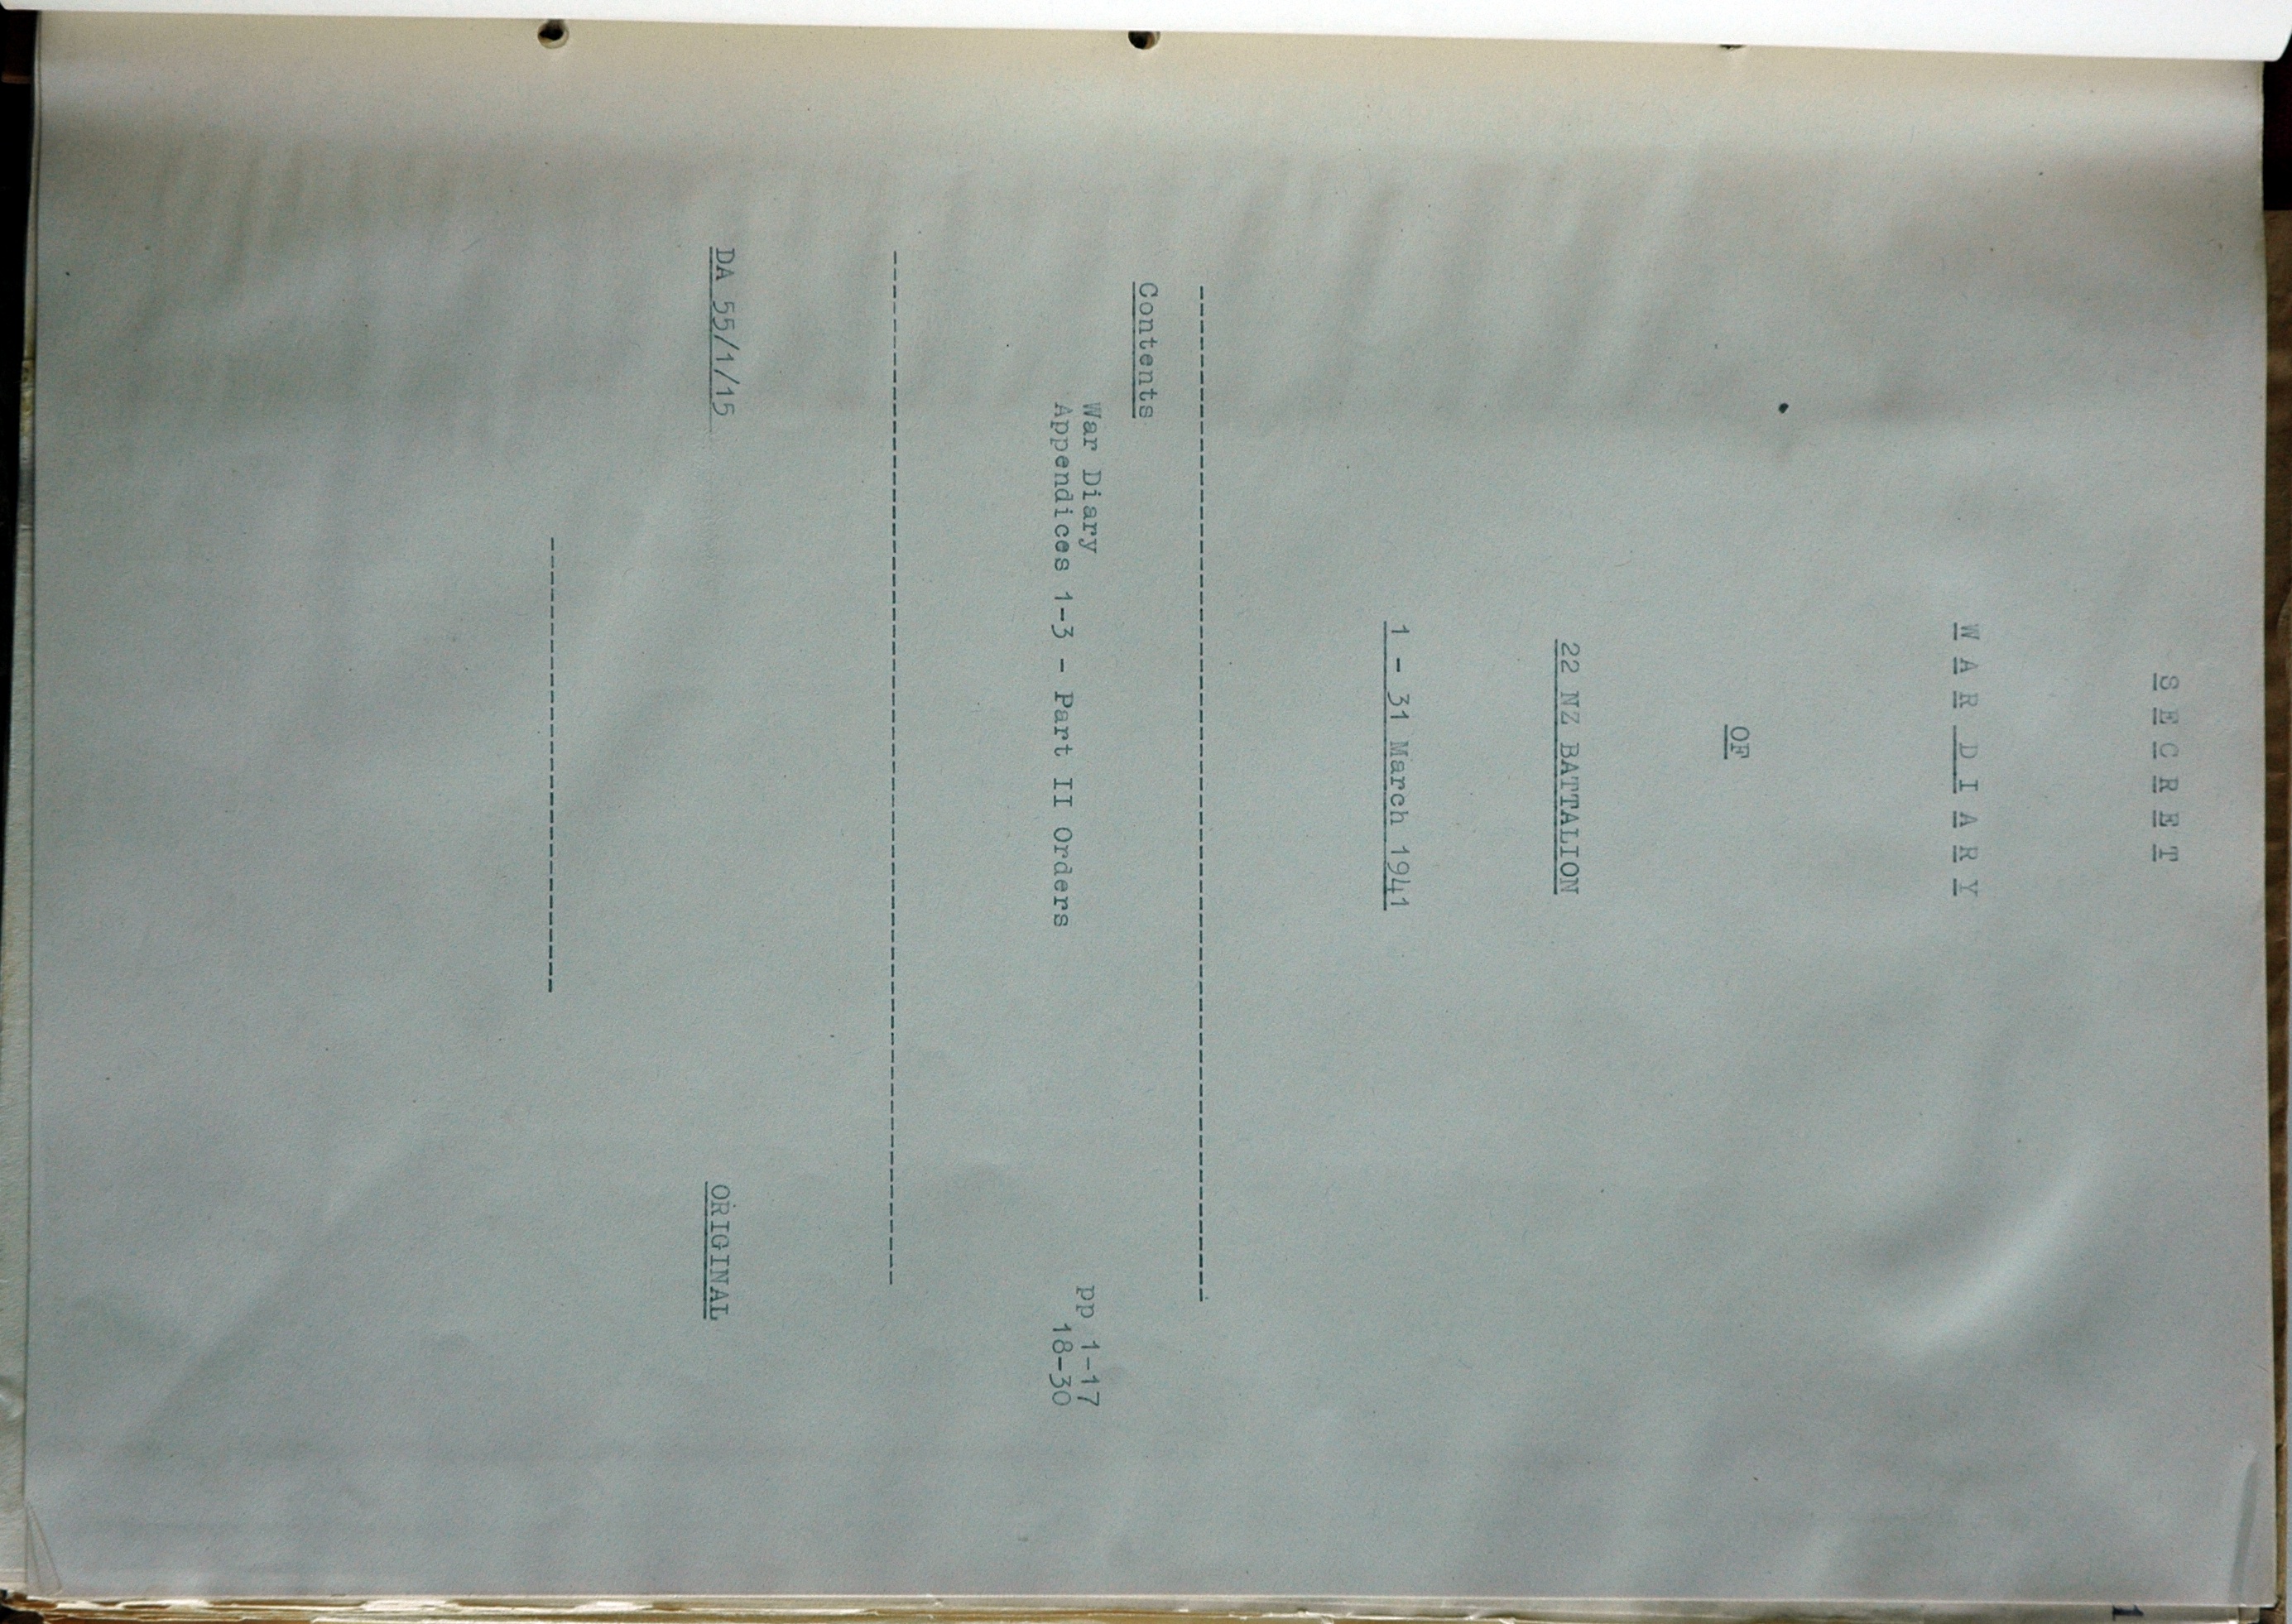 S E C R E T
W A R D I A R Y
OF
22 NZ BATTALION
1 - 31 March 1941
Contents
War Diary pp 1-17
Appendices 1-3 - Part II Orders 18-30
DA 55/1/15 ORIGINAL